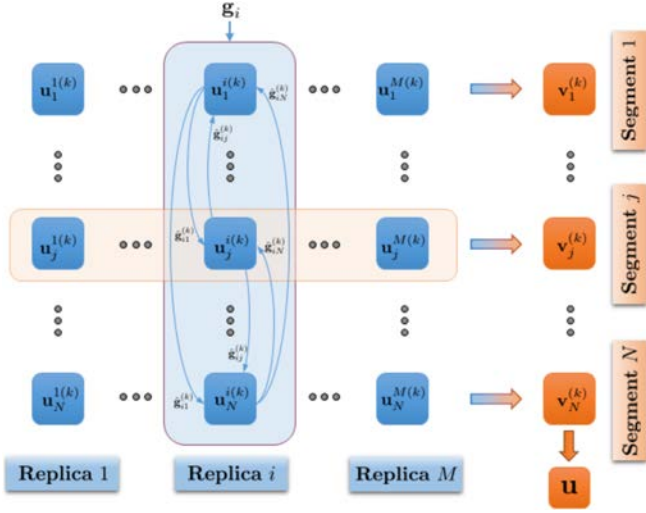 g_i
u_1^{1(k)} u_1^{i(k)} u_1^{M(k)} v_1^{(k)} Segment 1
ĝ_{iN}^{(k)}
ĝ_{ij}^{(k)}
u_j^{1(k)} ĝ_{i1}^{(k)} u_j^{i(k)} ĝ_{iN}^{(k)} u_j^{M(k)} v_j^{(k)} Segment j
ĝ_{ij}^{(k)}
u_N^{1(k)} ĝ_{i1}^{(k)} u_N^{i(k)} u_N^{M(k)} v_N^{(k)} Segment N
Replica 1 Replica i Replica M u